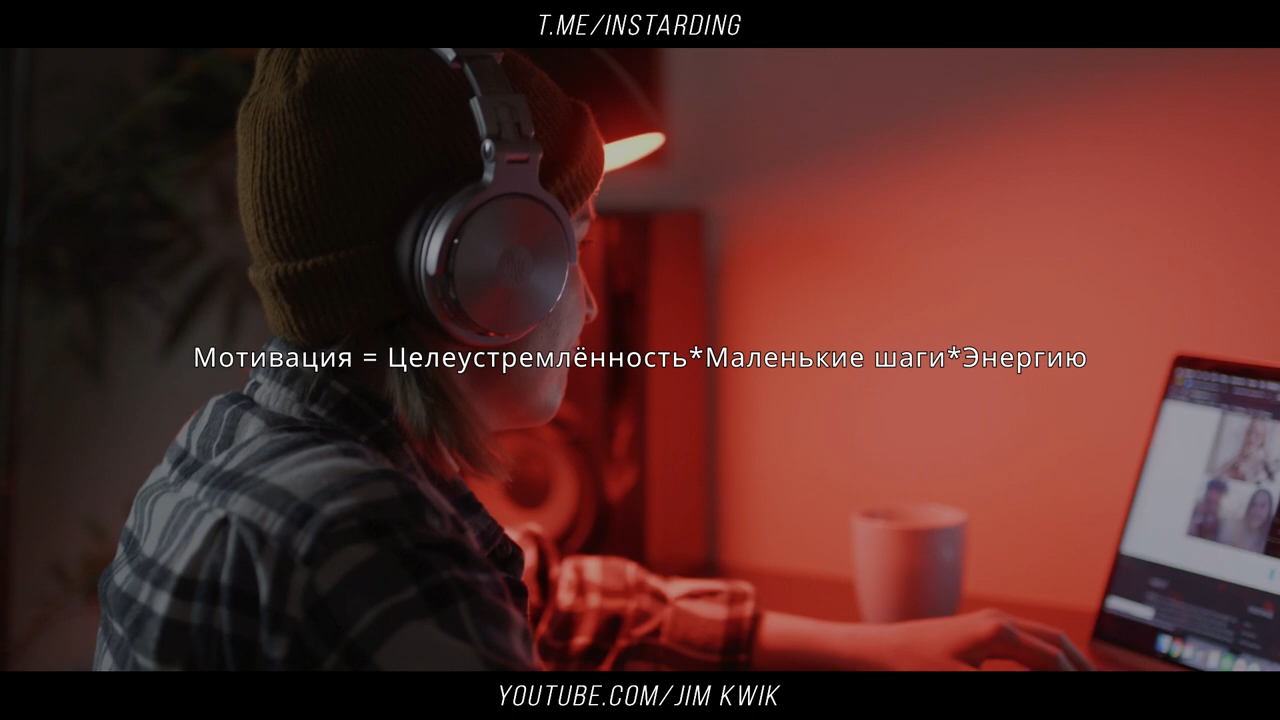 T.ME/INSTARDING
Мотивация = Целеустремлённость*Маленькие шаги*Энергию
YOUTUBE.COM/JIM KWIK